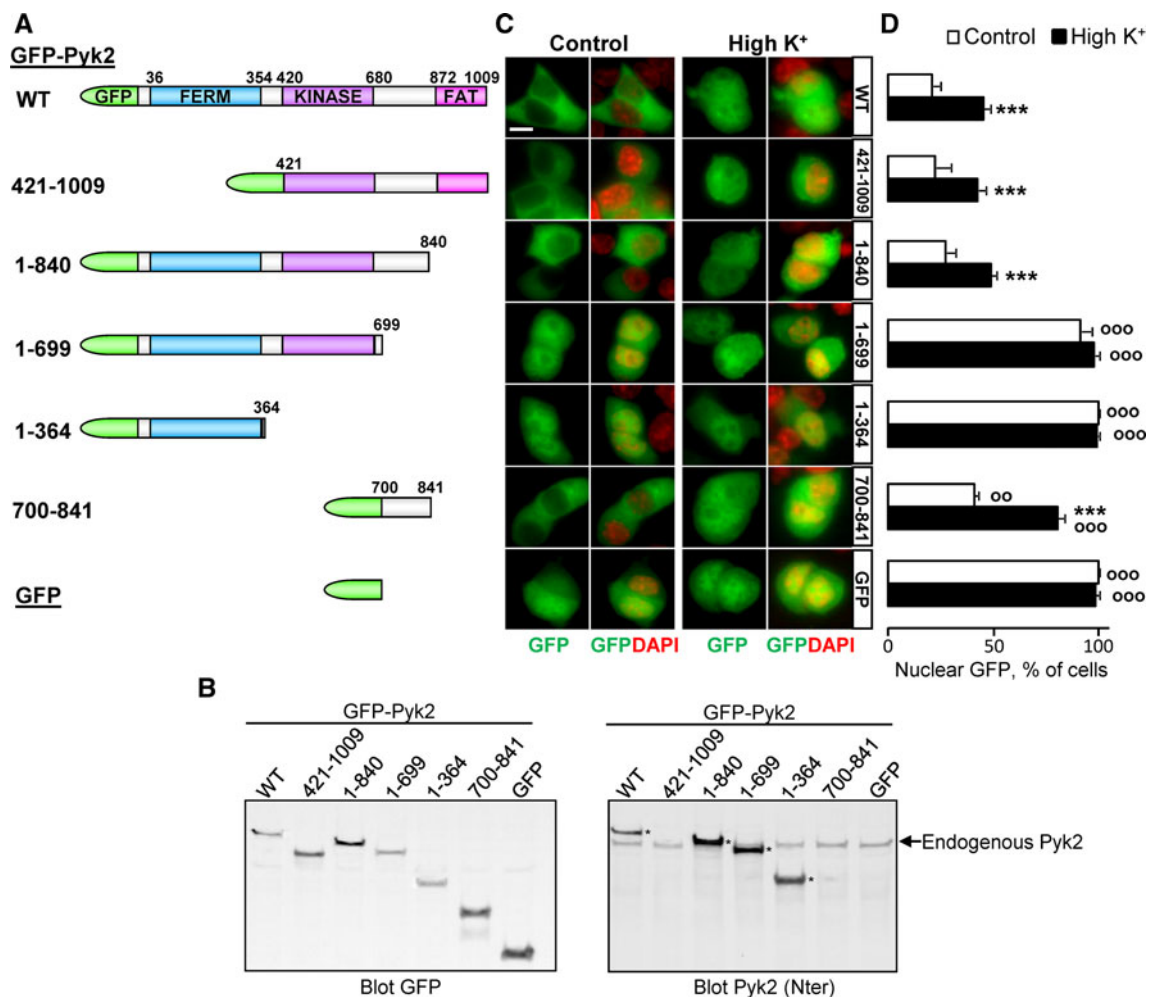 A
GFP-Pyk2
36 354 420 680 872 1009
WT GFP FERM KINASE FAT
421
421-1009
840
1-840
699
1-699
364
1-364
700 841
700-841
GFP
C
Control High K+
WT
421-1009
1-840
1-699
1-364
700-841
GFP
GFP GFPDAPI GFP GFPDAPI
D
Control High K+
***
***
***
ooo
ooo
ooo
ooo
oo
***
ooo
ooo
ooo
0 50 100
Nuclear GFP, % of cells
B
GFP-Pyk2
WT 421-1009 1-840 1-699 1-364 700-841 GFP
Blot GFP
GFP-Pyk2
WT 421-1009 1-840 1-699 1-364 700-841 GFP
* * * *
Endogenous Pyk2
Blot Pyk2 (Nter)